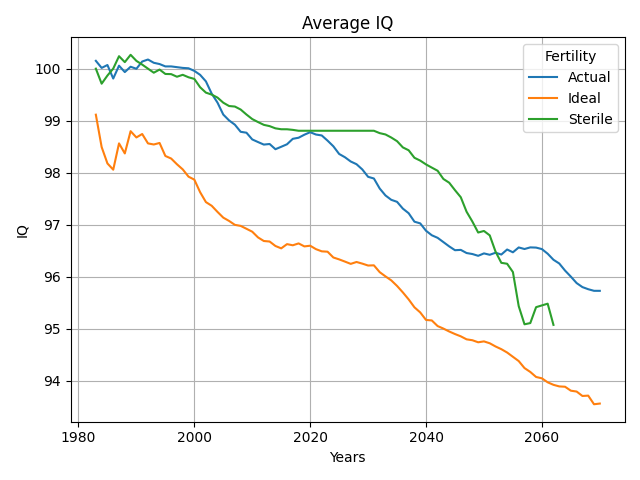 Average IQ
Fertility
Actual
Ideal
Sterile
IQ
100
99
98
97
96
95
94
1980
2000
2020
2040
2060
Years